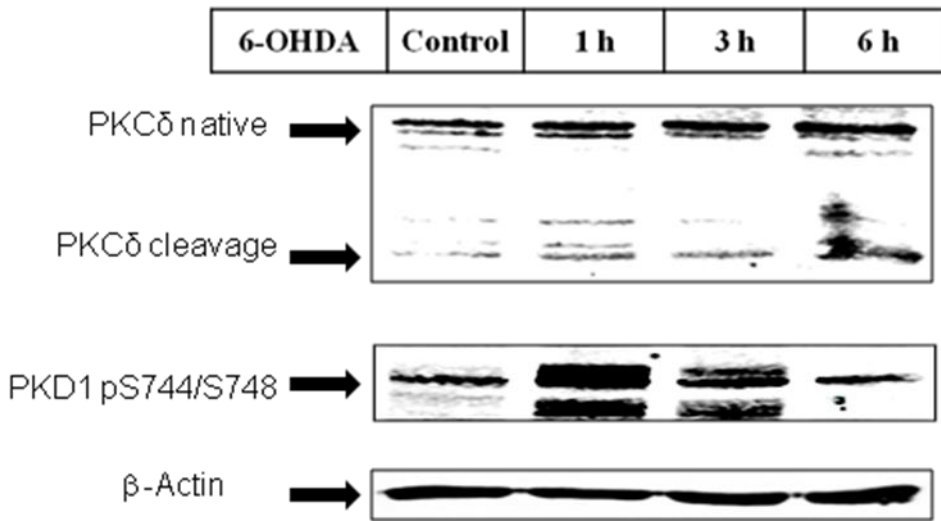 6-OHDA Control 1 h 3 h 6 h
PKCδ native
PKCδ cleavage
PKD1 pS744/S748
β-Actin